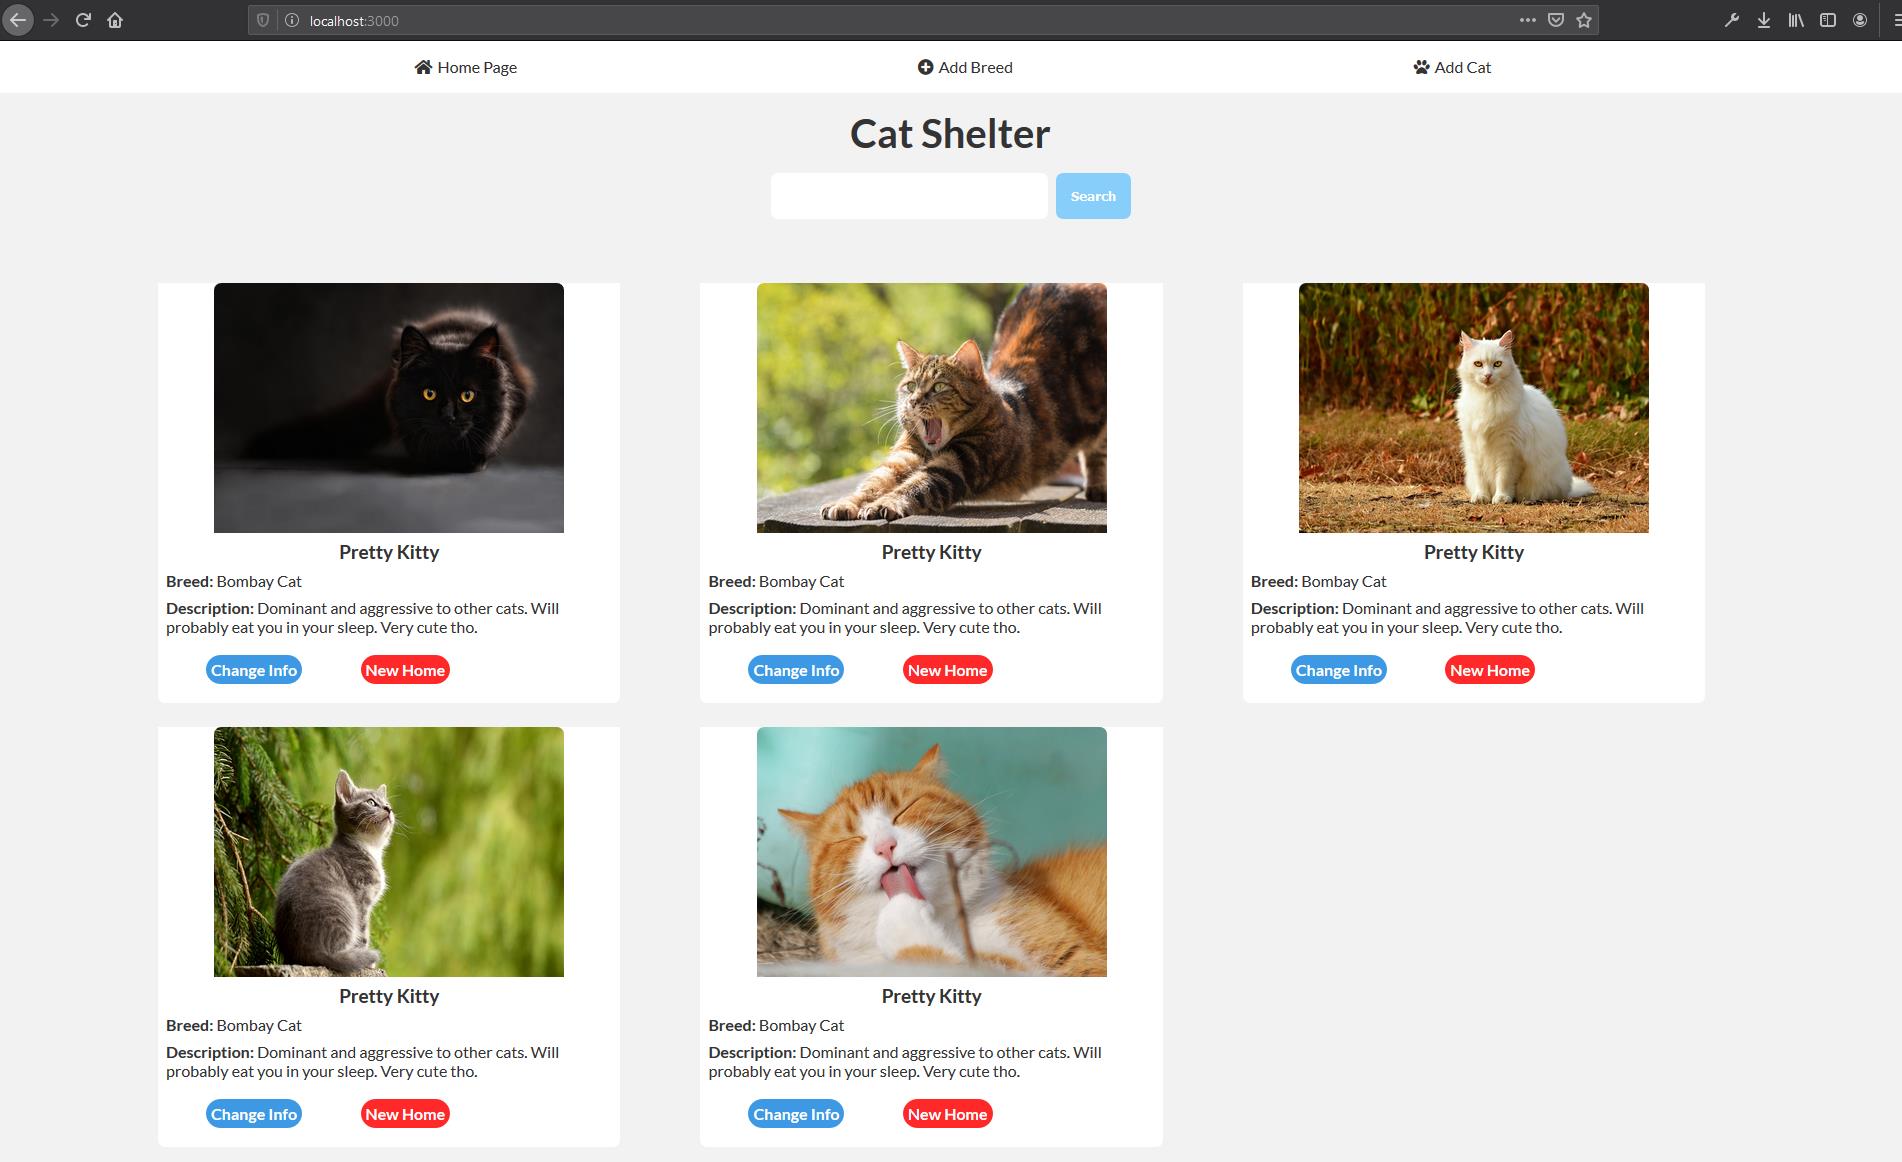 localhost:3000
Home Page
Add Breed
Add Cat
Cat Shelter
Search
Pretty Kitty
Breed: Bombay Cat
Description: Dominant and aggressive to other cats. Will
probably eat you in your sleep. Very cute tho.
Change Info
New Home
Pretty Kitty
Breed: Bombay Cat
Description: Dominant and aggressive to other cats. Will
probably eat you in your sleep. Very cute tho.
Change Info
New Home
Pretty Kitty
Breed: Bombay Cat
Description: Dominant and aggressive to other cats. Will
probably eat you in your sleep. Very cute tho.
Change Info
New Home
Pretty Kitty
Breed: Bombay Cat
Description: Dominant and aggressive to other cats. Will
probably eat you in your sleep. Very cute tho.
Change Info
New Home
Pretty Kitty
Breed: Bombay Cat
Description: Dominant and aggressive to other cats. Will
probably eat you in your sleep. Very cute tho.
Change Info
New Home